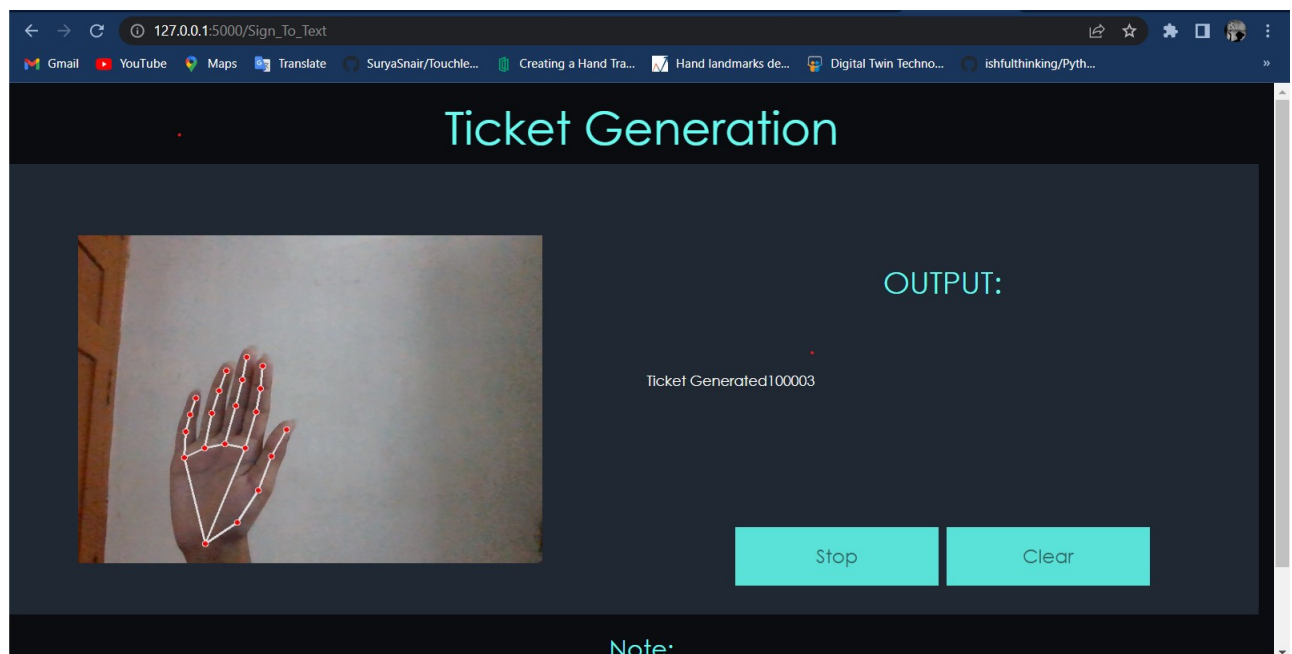 127.0.0.1:5000/Sign_To_Text
Gmail YouTube Maps Translate SuryaSnair/Touchle... Creating a Hand Tra... Hand landmarks de... Digital Twin Techno... ishfulthinking/Pyth... »
Ticket Generation
OUTPUT:
Ticket Generated100003
Stop Clear
Note: